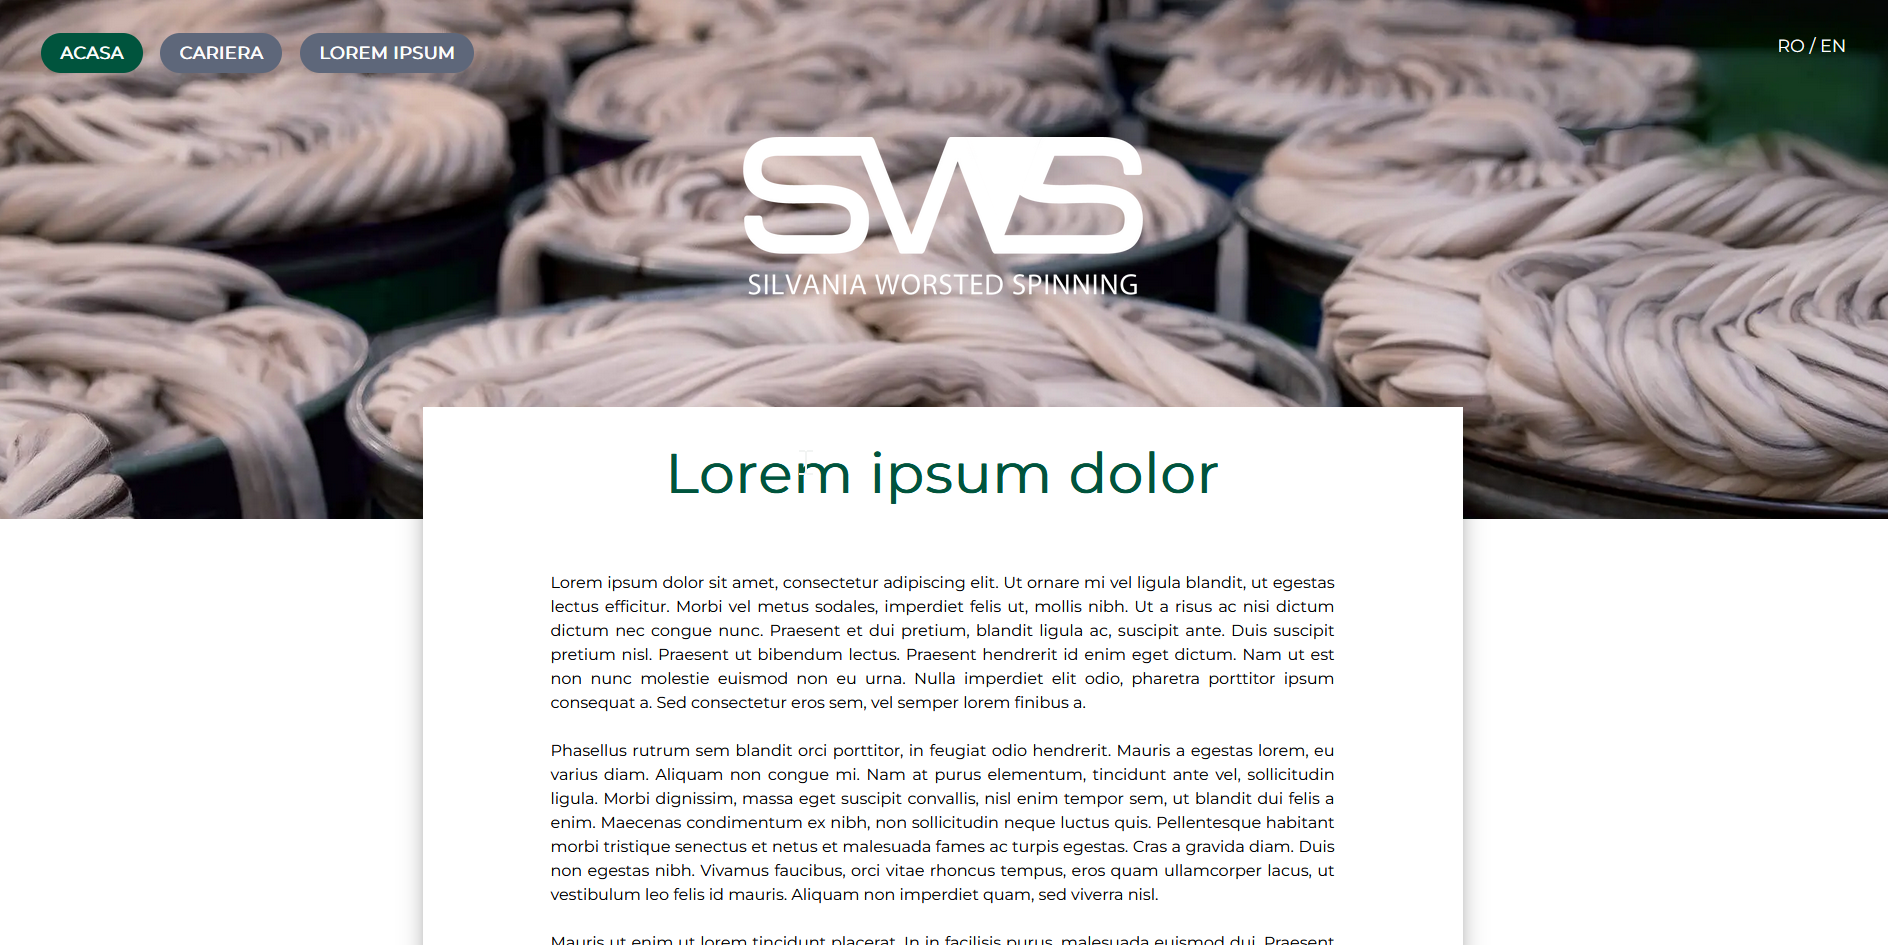 ACASA CARIERA LOREM IPSUM RO / EN
SWS
SILVANIA WORSTED SPINNING
Lorem ipsum dolor
Lorem ipsum dolor sit amet, consectetur adipiscing elit. Ut ornare mi vel ligula blandit, ut egestas
lectus efficitur. Morbi vel metus sodales, imperdiet felis ut, mollis nibh. Ut a risus ac nisi dictum
dictum nec congue nunc. Praesent et dui pretium, blandit ligula ac, suscipit ante. Duis suscipit
pretium nisl. Praesent ut bibendum lectus. Praesent hendrerit id enim eget dictum. Nam ut est
non nunc molestie euismod non eu urna. Nulla imperdiet elit odio, pharetra porttitor ipsum
consequat a. Sed consectetur eros sem, vel semper lorem finibus a.
Phasellus rutrum sem blandit orci porttitor, in feugiat odio hendrerit. Mauris a egestas lorem, eu
varius diam. Aliquam non congue mi. Nam at purus elementum, tincidunt ante vel, sollicitudin
ligula. Morbi dignissim, massa eget suscipit convallis, nisl enim tempor sem, ut blandit dui felis a
enim. Maecenas condimentum ex nibh, non sollicitudin neque luctus quis. Pellentesque habitant
morbi tristique senectus et netus et malesuada fames ac turpis egestas. Cras a gravida diam. Duis
non egestas nibh. Vivamus faucibus, orci vitae rhoncus tempus, eros quam ullamcorper lacus, ut
vestibulum leo felis id mauris. Aliquam non imperdiet quam, sed viverra nisl.
Mauris ut enim ut lorem tincidunt placerat. In in facilisis purus, malesuada euismod dui. Praesent